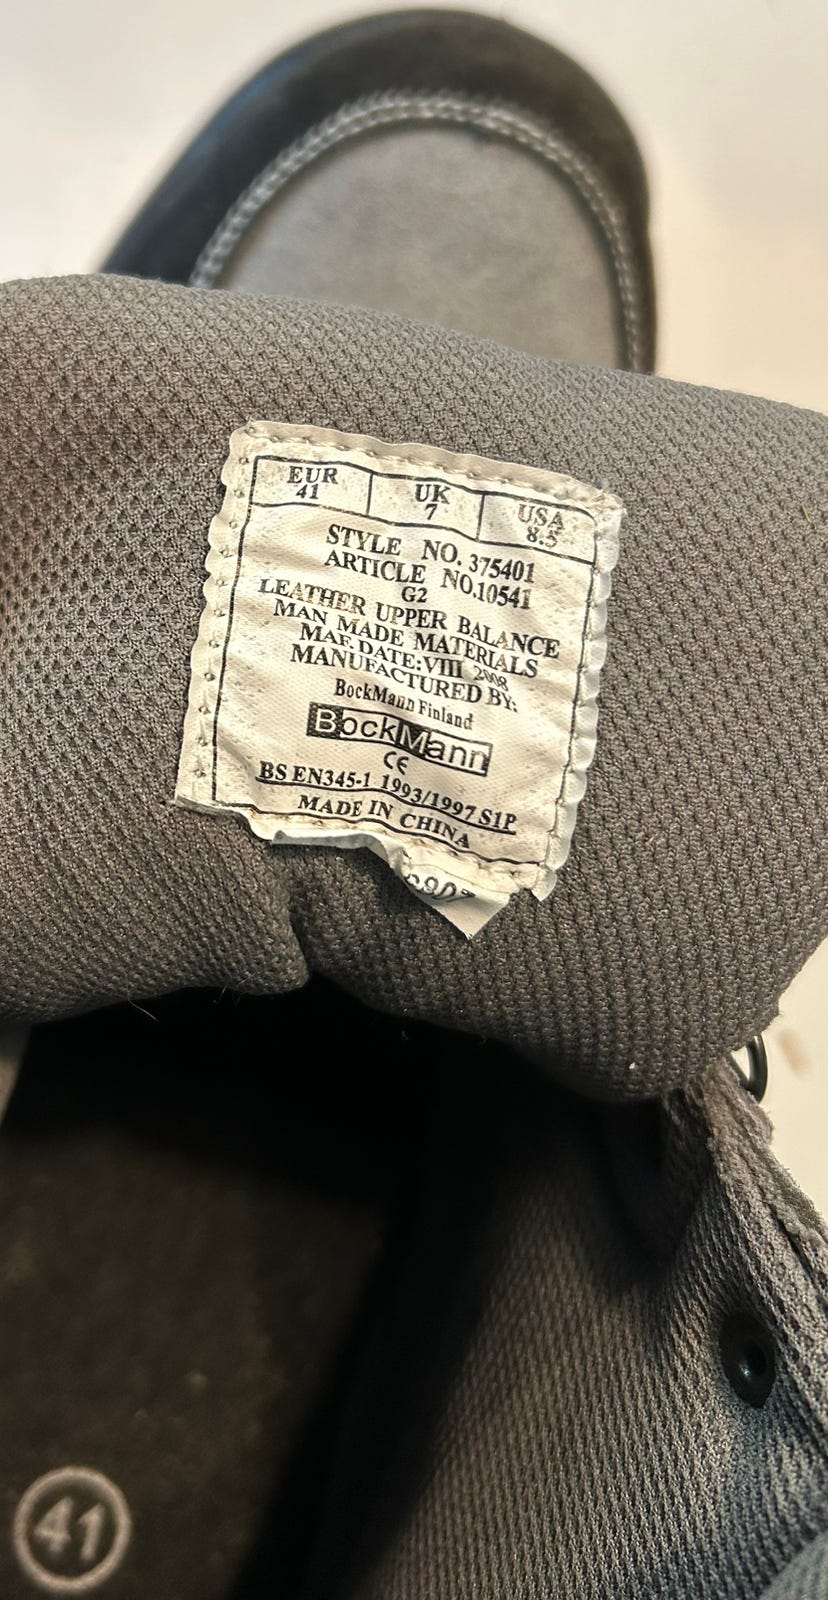 EUR 41 UK 7 USA 8.5
STYLE NO. 375401
ARTICLE NO.10541
G2
LEATHER UPPER BALANCE
MAN MADE MATERIALS
MAF. DATE:VIII 2008
MANUFACTURED BY:
BockMann Finland
BockMann
CE
BS EN345-1 1993/1997 S1P
MADE IN CHINA
41